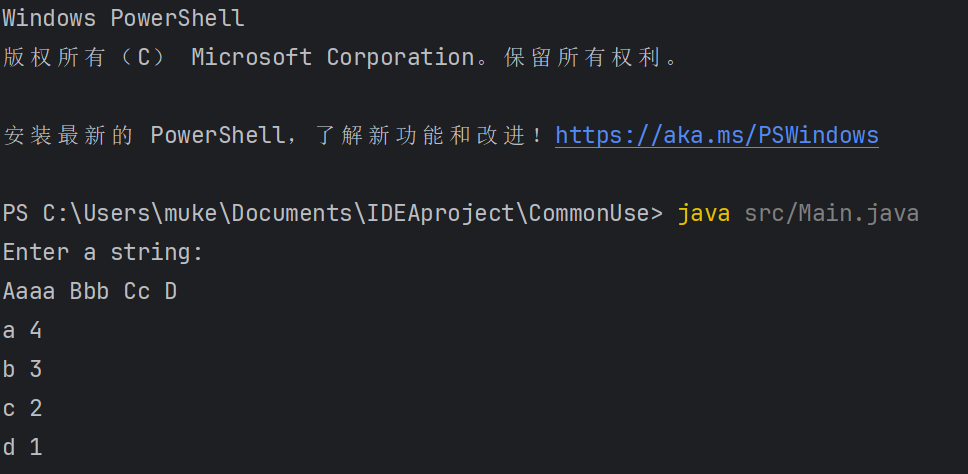 Windows PowerShell
版权所有（C） Microsoft Corporation。保留所有权利。
安装最新的 PowerShell，了解新功能和改进！https://aka.ms/PSWindows
PS C:\Users\muke\Documents\IDEAproject\CommonUse> java src/Main.java
Enter a string:
Aaaa Bbb Cc D
a 4
b 3
c 2
d 1